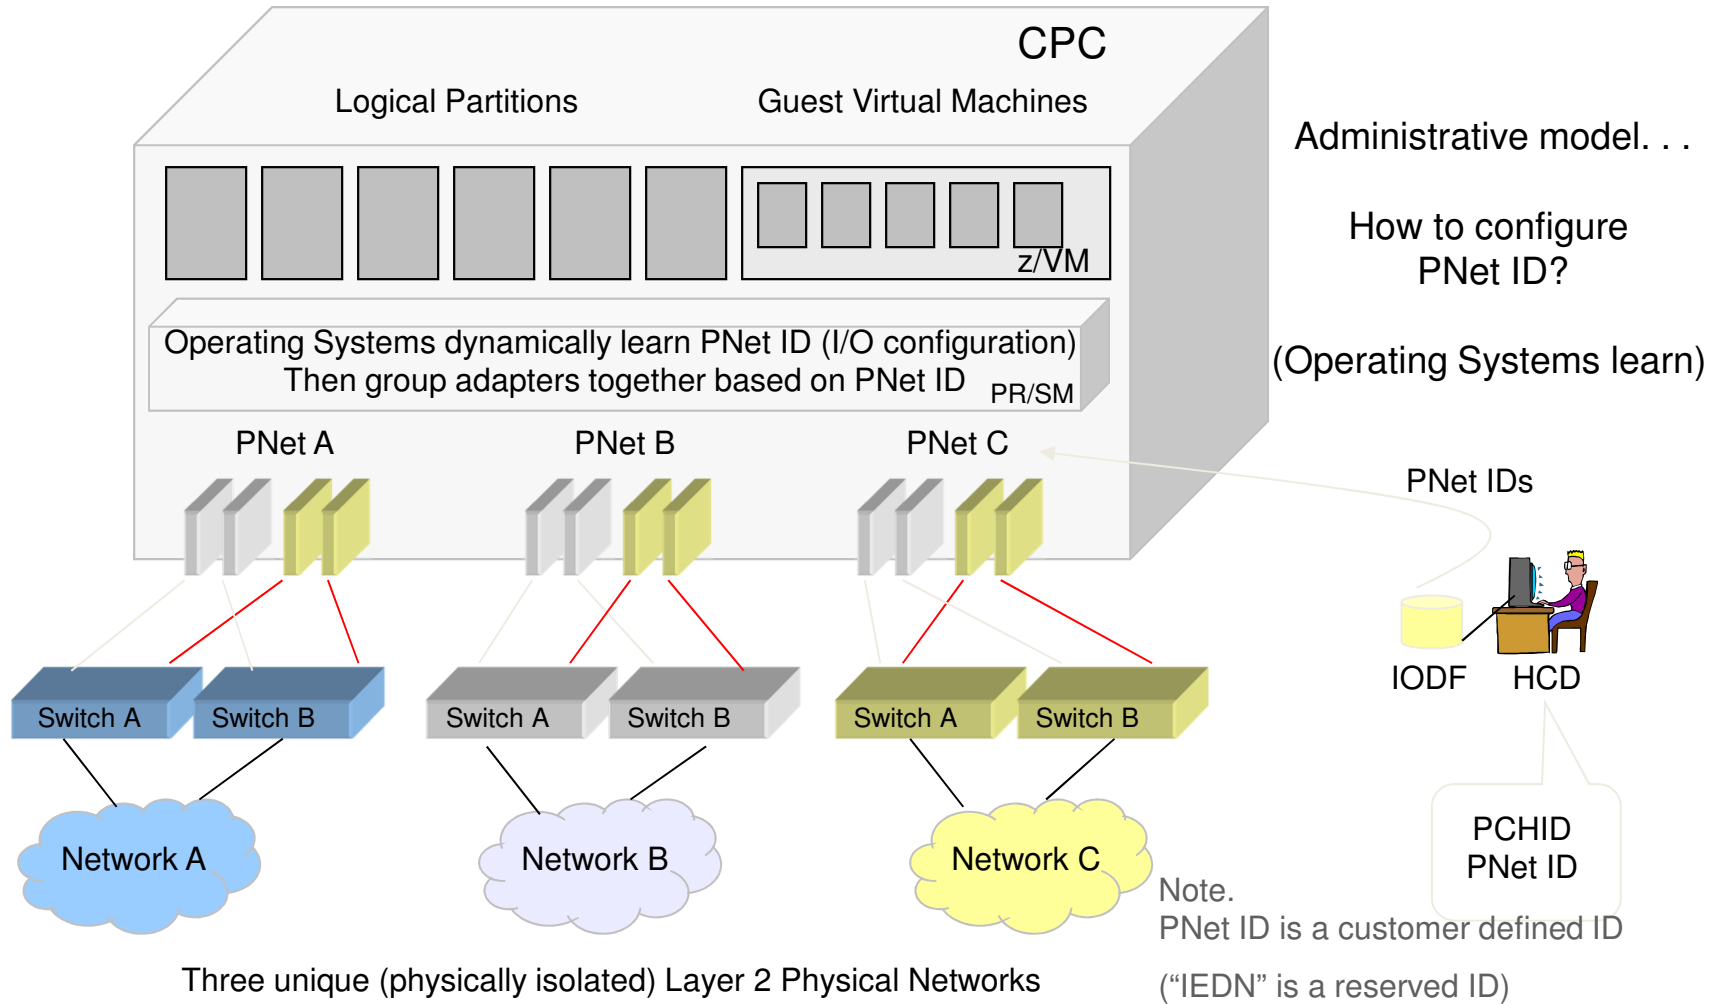 CPC
Logical Partitions
Guest Virtual Machines
Administrative model. . .
How to configure
PNet ID?
z/VM
Operating Systems dynamically learn PNet ID (I/O configuration)
Then group adapters together based on PNet ID
PR/SM
(Operating Systems learn)
PNet A
PNet B
PNet C
PNet IDs
IODF
HCD
Switch A
Switch B
Switch A
Switch B
Switch A
Switch B
PCHID
PNet ID
Network A
Network B
Network C
Note.
PNet ID is a customer defined ID
(“IEDN” is a reserved ID)
Three unique (physically isolated) Layer 2 Physical Networks